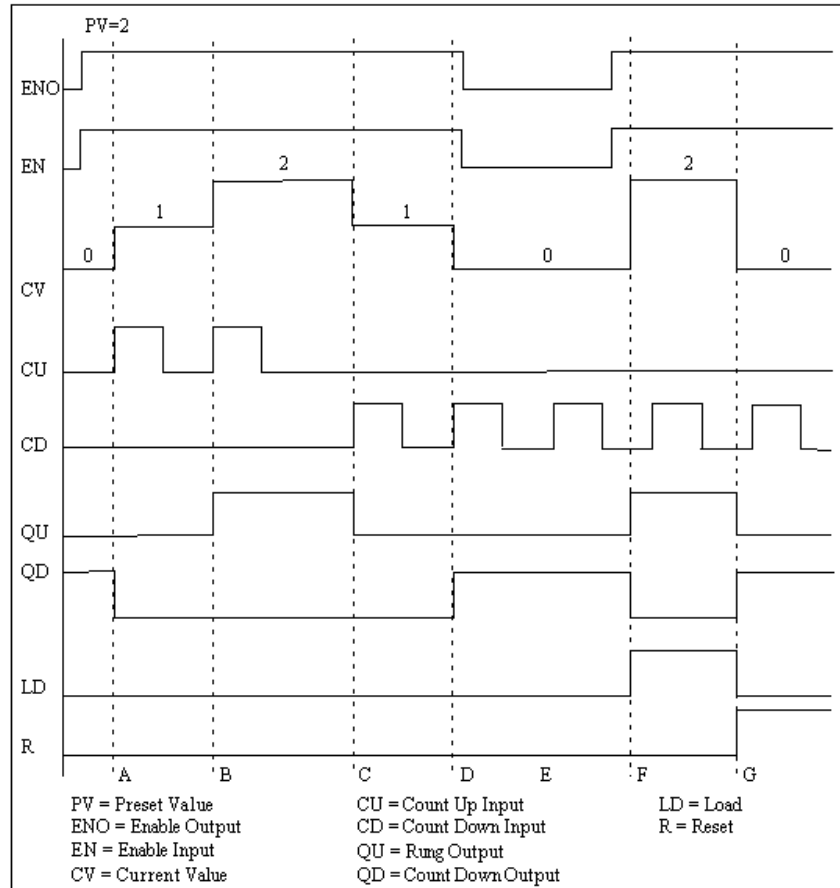 PV=2
ENO
EN
2
2
1
1
0
0
0
CV
CU
CD
QU
QD
LD
R
A B C D E F G
PV = Preset Value CU = Count Up Input LD = Load
ENO = Enable Output CD = Count Down Input R = Reset
EN = Enable Input QU = Rung Output
CV = Current Value QD = Count Down Output